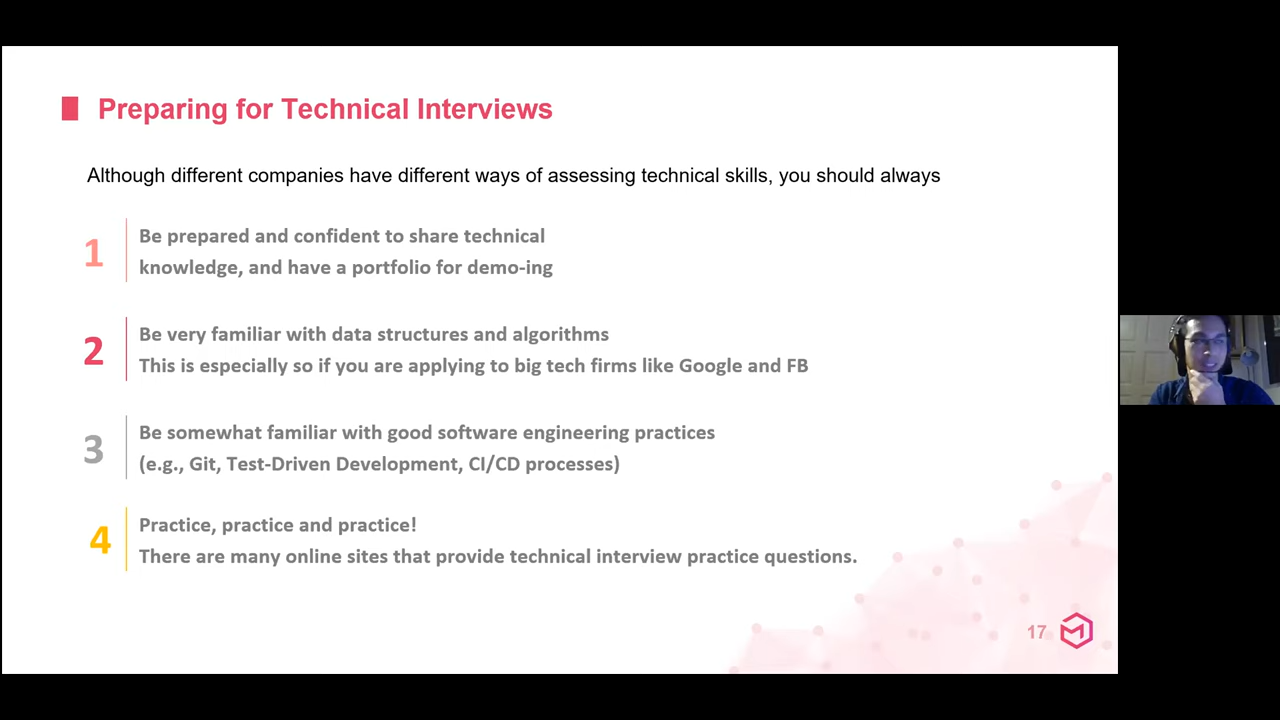 Preparing for Technical Interviews
Although different companies have different ways of assessing technical skills, you should always
1
Be prepared and confident to share technical
knowledge, and have a portfolio for demo-ing
2
Be very familiar with data structures and algorithms
This is especially so if you are applying to big tech firms like Google and FB
3
Be somewhat familiar with good software engineering practices
(e.g., Git, Test-Driven Development, CI/CD processes)
4
Practice, practice and practice!
There are many online sites that provide technical interview practice questions.
17